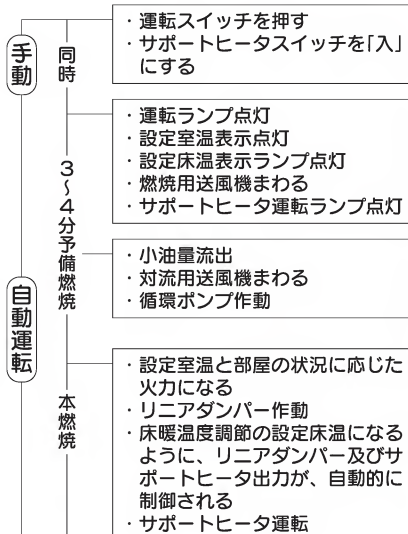 手動
同時
・運転スイッチを押す
・サポートヒータスイッチを「入」
にする
自動運転
3～4分予備燃焼
・運転ランプ点灯
・設定室温表示点灯
・設定床温表示ランプ点灯
・燃焼用送風機まわる
・サポートヒータ運転ランプ点灯
・小油量流出
・対流用送風機まわる
・循環ポンプ作動
本燃焼
・設定室温と部屋の状況に応じた
火力になる
・リニアダンパー作動
・床暖温度調節の設定床温になる
ように、リニアダンパー及びサ
ポートヒータ出力が、自動的に
制御される
・サポートヒータ運転